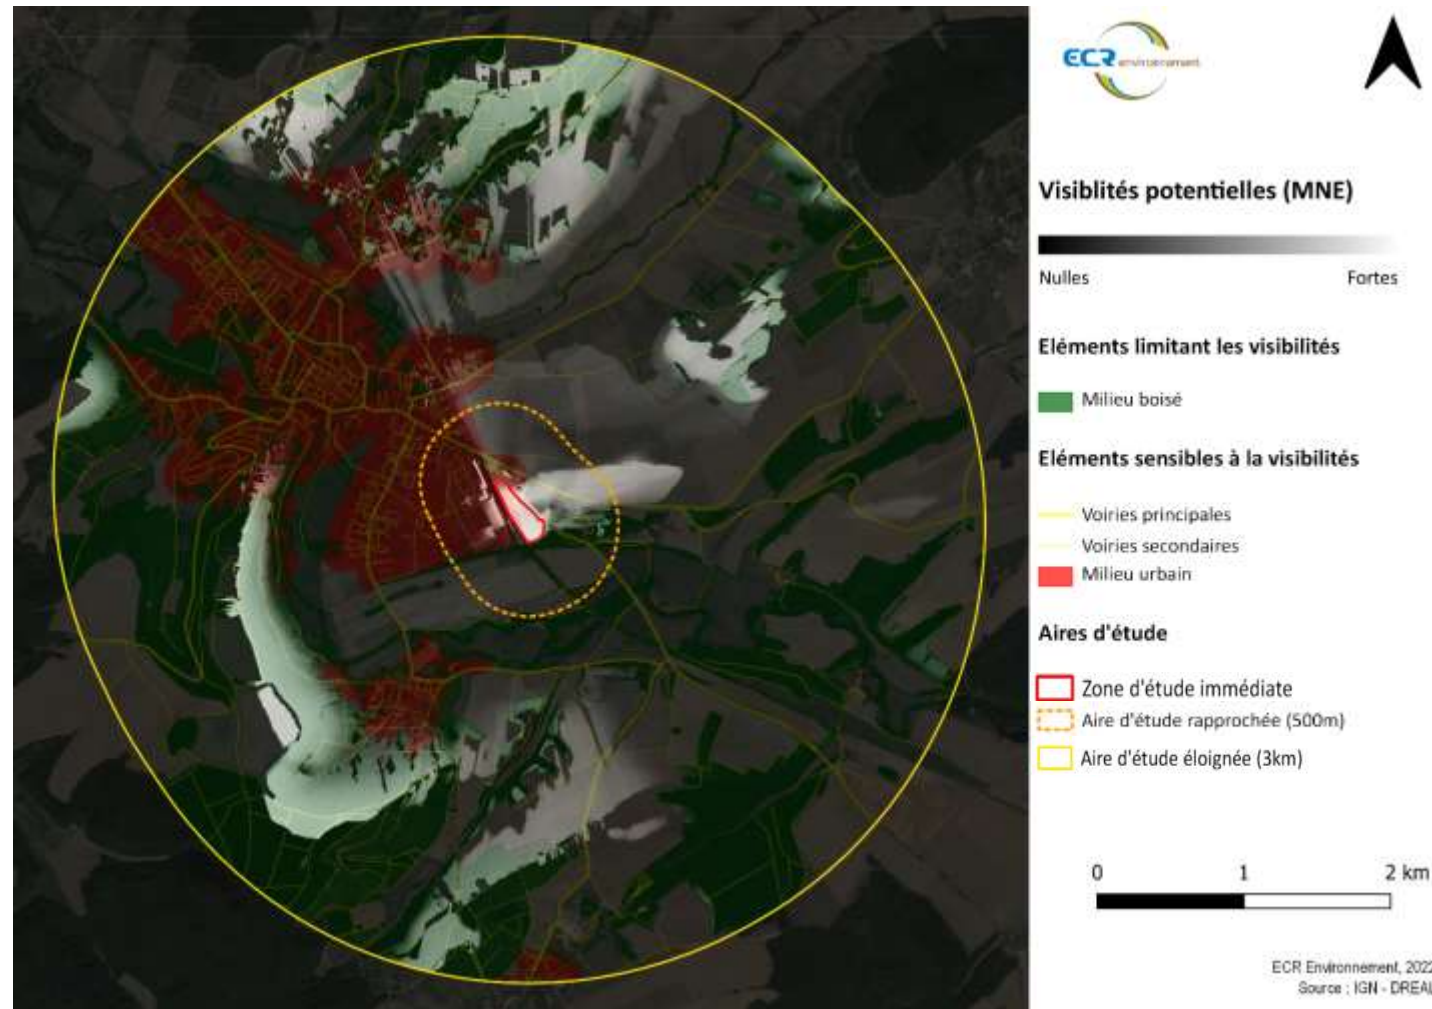 ECR environnement
Visiblités potentielles (MNE)
Nulles Fortes
Eléments limitant les visibilités
Milieu boisé
Eléments sensibles à la visibilités
Voiries principales
Voiries secondaires
Milieu urbain
Aires d'étude
Zone d'étude immédiate
Aire d'étude rapprochée (500m)
Aire d'étude éloignée (3km)
0 1 2 km
ECR Environnement, 2022
Source : IGN - DREAL